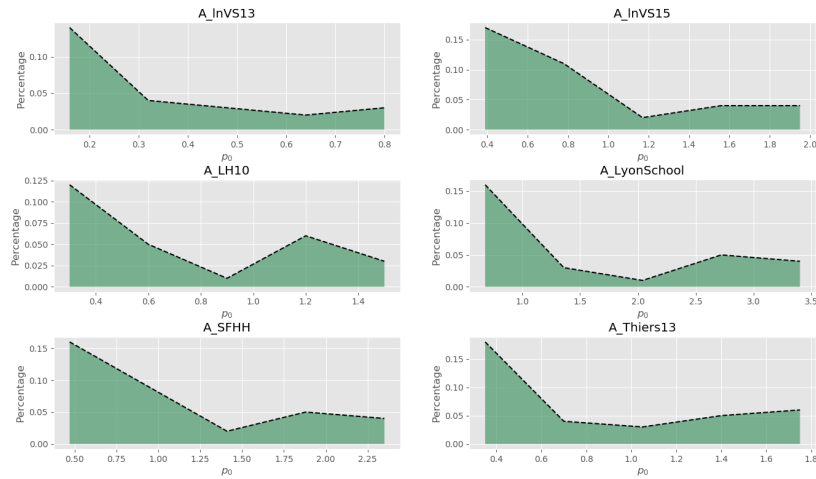 A_InVS13
Percentage
0.10
0.05
0.00
0.2 0.3 0.4 0.5 0.6 0.7 0.8
p0
A_InVS15
Percentage
0.15
0.10
0.05
0.00
0.4 0.6 0.8 1.0 1.2 1.4 1.6 1.8 2.0
p0
A_LH10
Percentage
0.125
0.100
0.075
0.050
0.025
0.000
0.4 0.6 0.8 1.0 1.2 1.4
p0
A_LyonSchool
Percentage
0.15
0.10
0.05
0.00
1.0 1.5 2.0 2.5 3.0 3.5
p0
A_SFHH
Percentage
0.15
0.10
0.05
0.00
0.50 0.75 1.00 1.25 1.50 1.75 2.00 2.25
p0
A_Thiers13
Percentage
0.15
0.10
0.05
0.00
0.4 0.6 0.8 1.0 1.2 1.4 1.6 1.8
p0